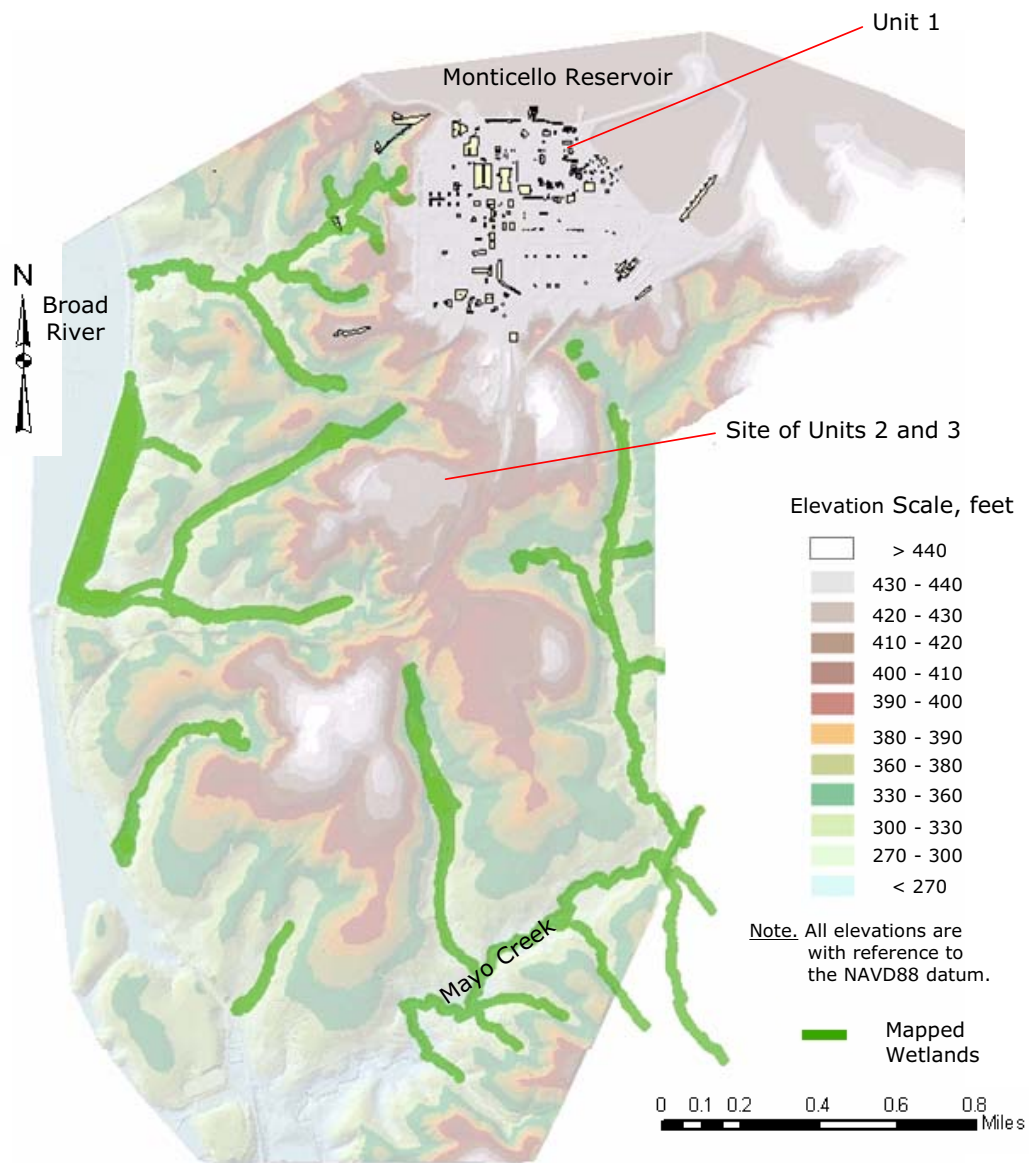 Unit 1
Monticello Reservoir
N
Broad
River
Site of Units 2 and 3
Elevation Scale, feet
> 440
430 - 440
420 - 430
410 - 420
400 - 410
390 - 400
380 - 390
360 - 380
330 - 360
300 - 330
270 - 300
< 270
Note. All elevations are
with reference to
the NAVD88 datum.
Mayo Creek
Mapped
Wetlands
0 0.1 0.2 0.4 0.6 0.8
Miles